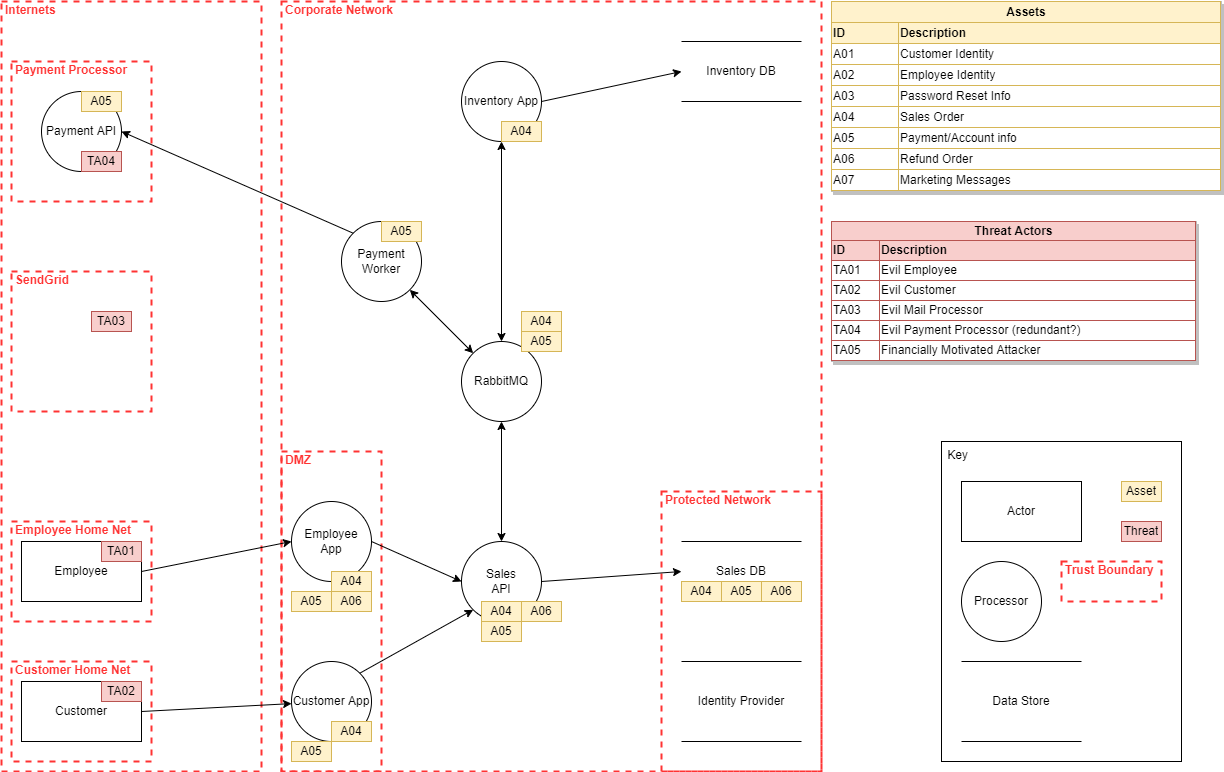 Internets
Corporate Network
Payment Processor
A05
Payment API
TA04
Inventory App
A04
Inventory DB
A05
Payment
Worker
SendGrid
TA03
A04
A05
RabbitMQ
DMZ
Protected Network
Employee Home Net
TA01
Employee
Employee
App
A04
A05
A06
Sales
API
A04
A06
A05
Sales DB
A04
A05
A06
Customer Home Net
TA02
Customer
Customer App
A04
A05
Identity Provider
Assets
ID Description
A01 Customer Identity
A02 Employee Identity
A03 Password Reset Info
A04 Sales Order
A05 Payment/Account info
A06 Refund Order
A07 Marketing Messages
Threat Actors
ID Description
TA01 Evil Employee
TA02 Evil Customer
TA03 Evil Mail Processor
TA04 Evil Payment Processor (redundant?)
TA05 Financially Motivated Attacker
Key
Actor
Asset
Threat
Trust Boundary
Processor
Data Store